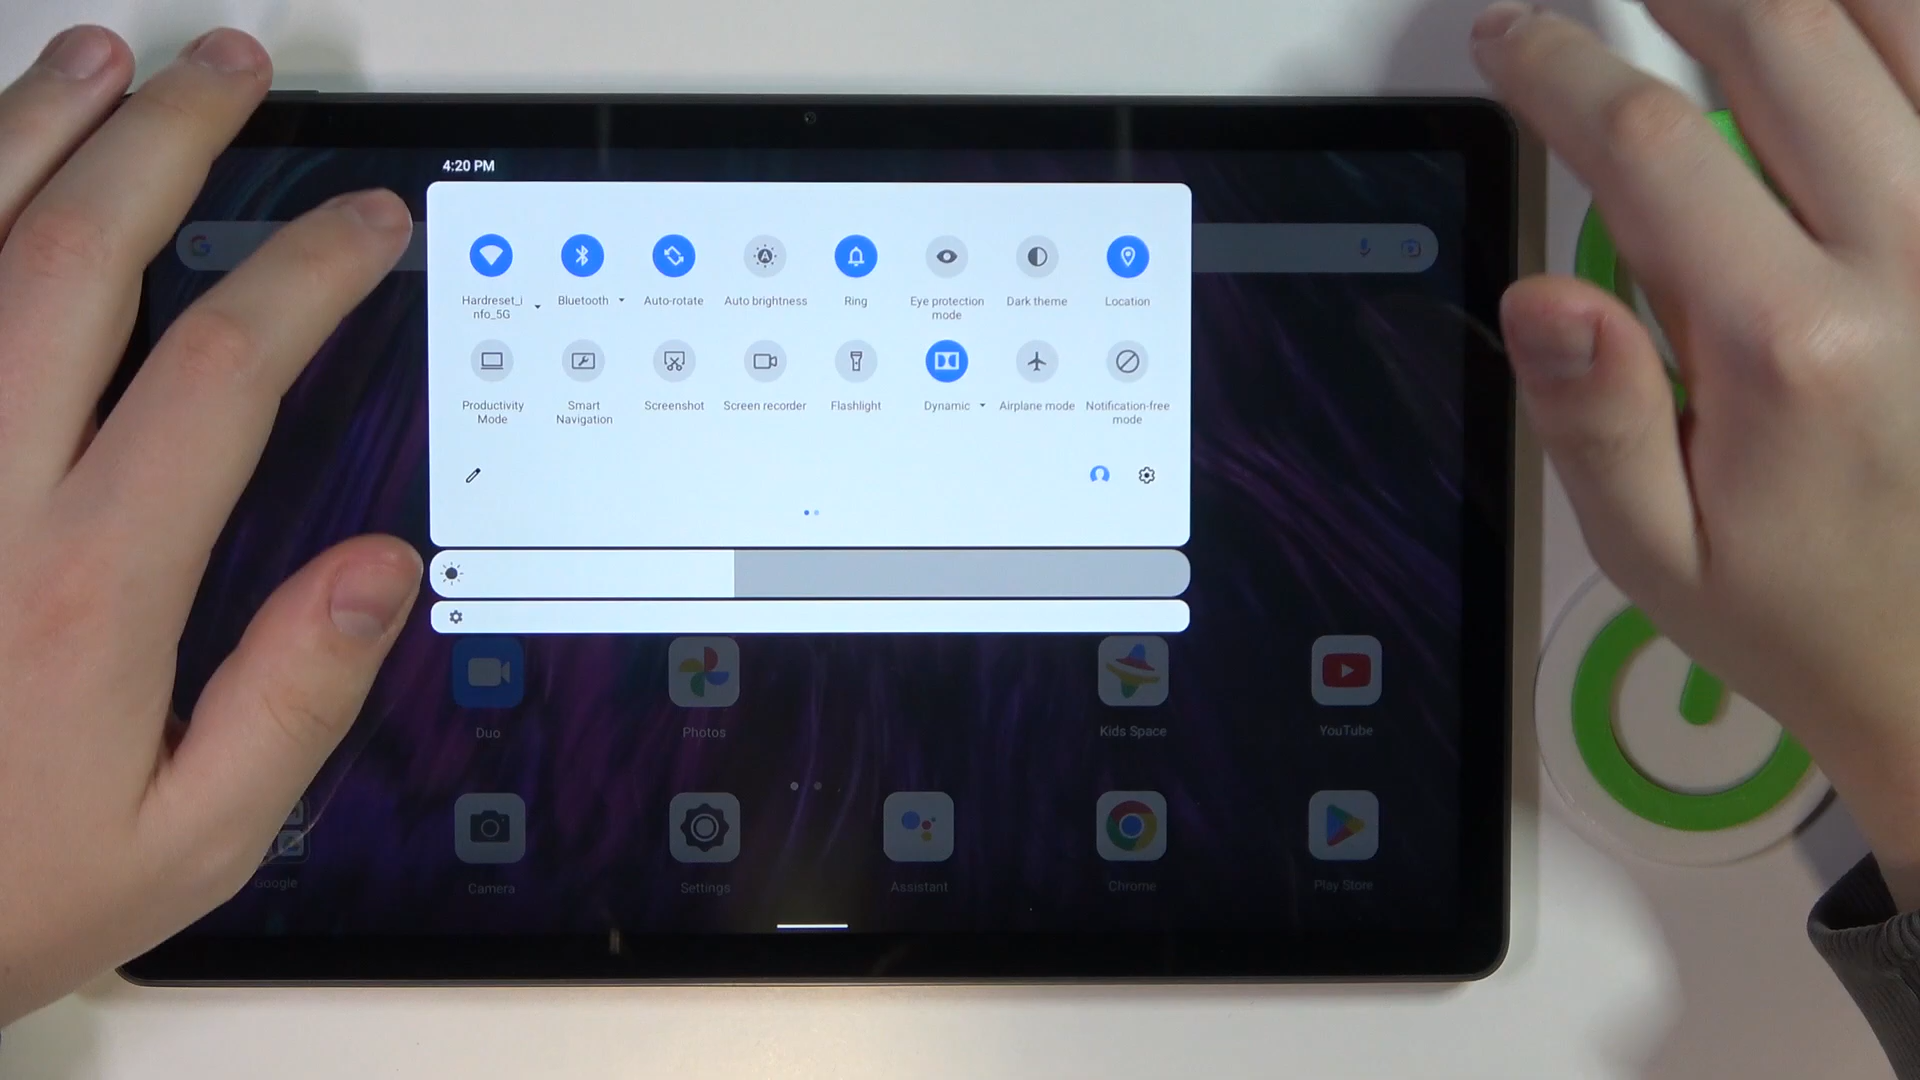 4:20 PM
Hardreset_i
nfo_5G
Bluetooth
Auto-rotate
Auto brightness
Ring
Eye protection
mode
Dark theme
Location
Productivity
Mode
Smart
Navigation
Screenshot
Screen recorder
Flashlight
Dynamic
Airplane mode
Notification-free
mode
Duo
Photos
Kids Space
YouTube
Google
Camera
Settings
Assistant
Chrome
Play Store